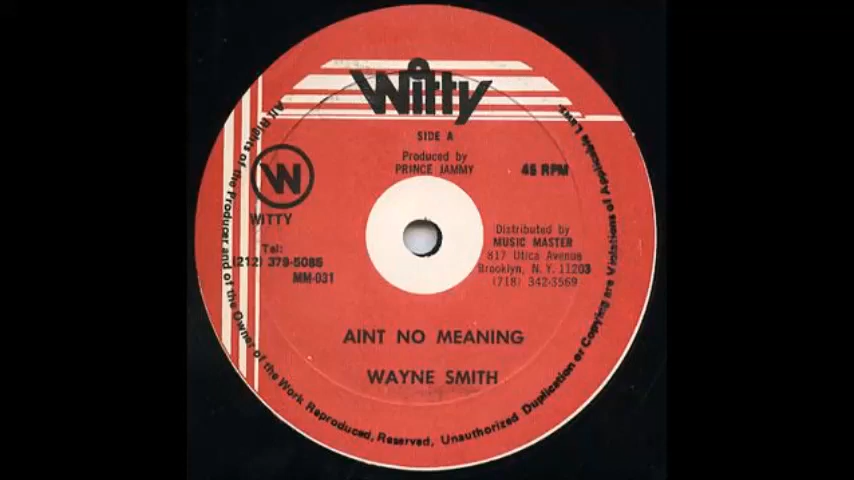 Witty
SIDE A
Produced by
PRINCE JAMMY
45 RPM
W
WITTY
Tel:
(212) 379-5085
MM-031
Distributed by
MUSIC MASTER
817 Utica Avenue
Brooklyn, N.Y. 11203
(718) 342-3569
AINT NO MEANING
WAYNE SMITH
All Rights of the Producer and of the Owner of the Work Reproduced, Reserved, Unauthorized Duplication or Copying are Violations of Applicable Laws.